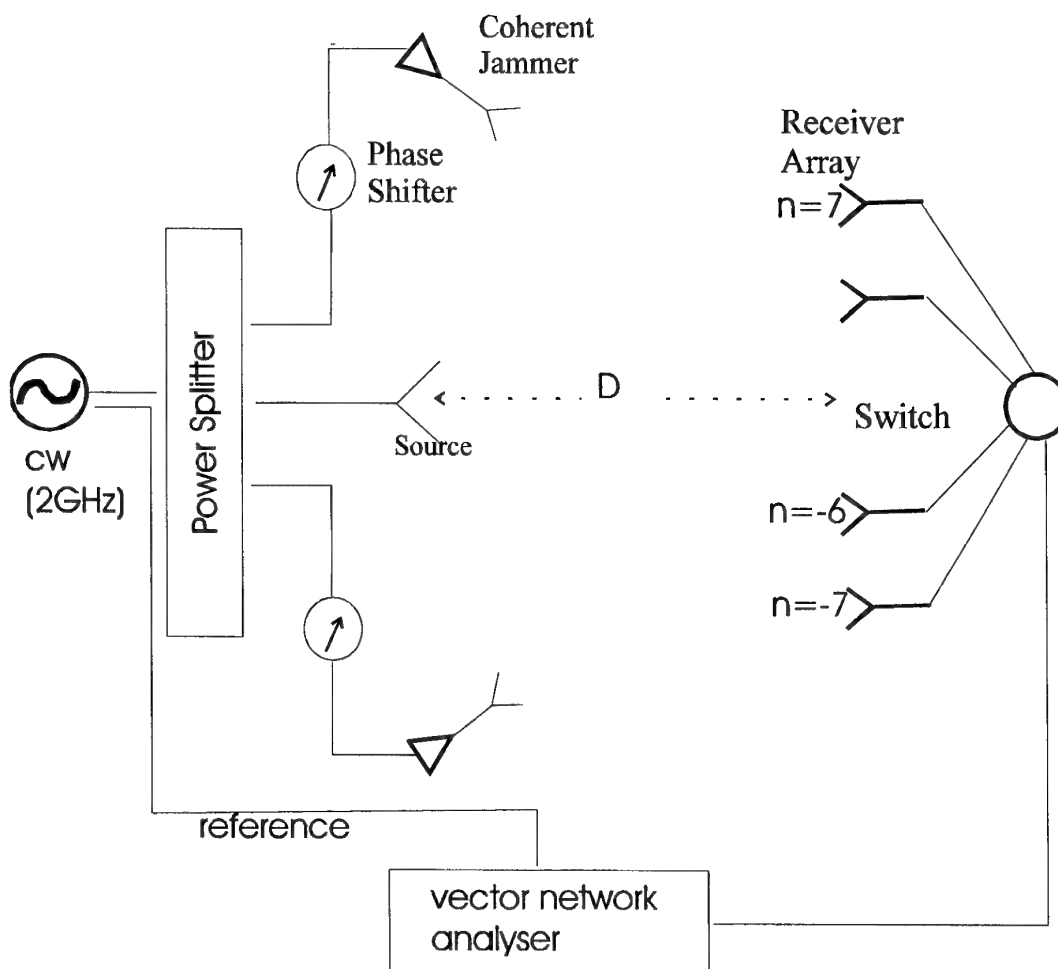 Coherent
Jammer
Receiver
Array
n=7
Phase
Shifter
Power Splitter
D
Switch
Source
cw
(2GHz)
n=-6
n=-7
reference
vector network
analyser